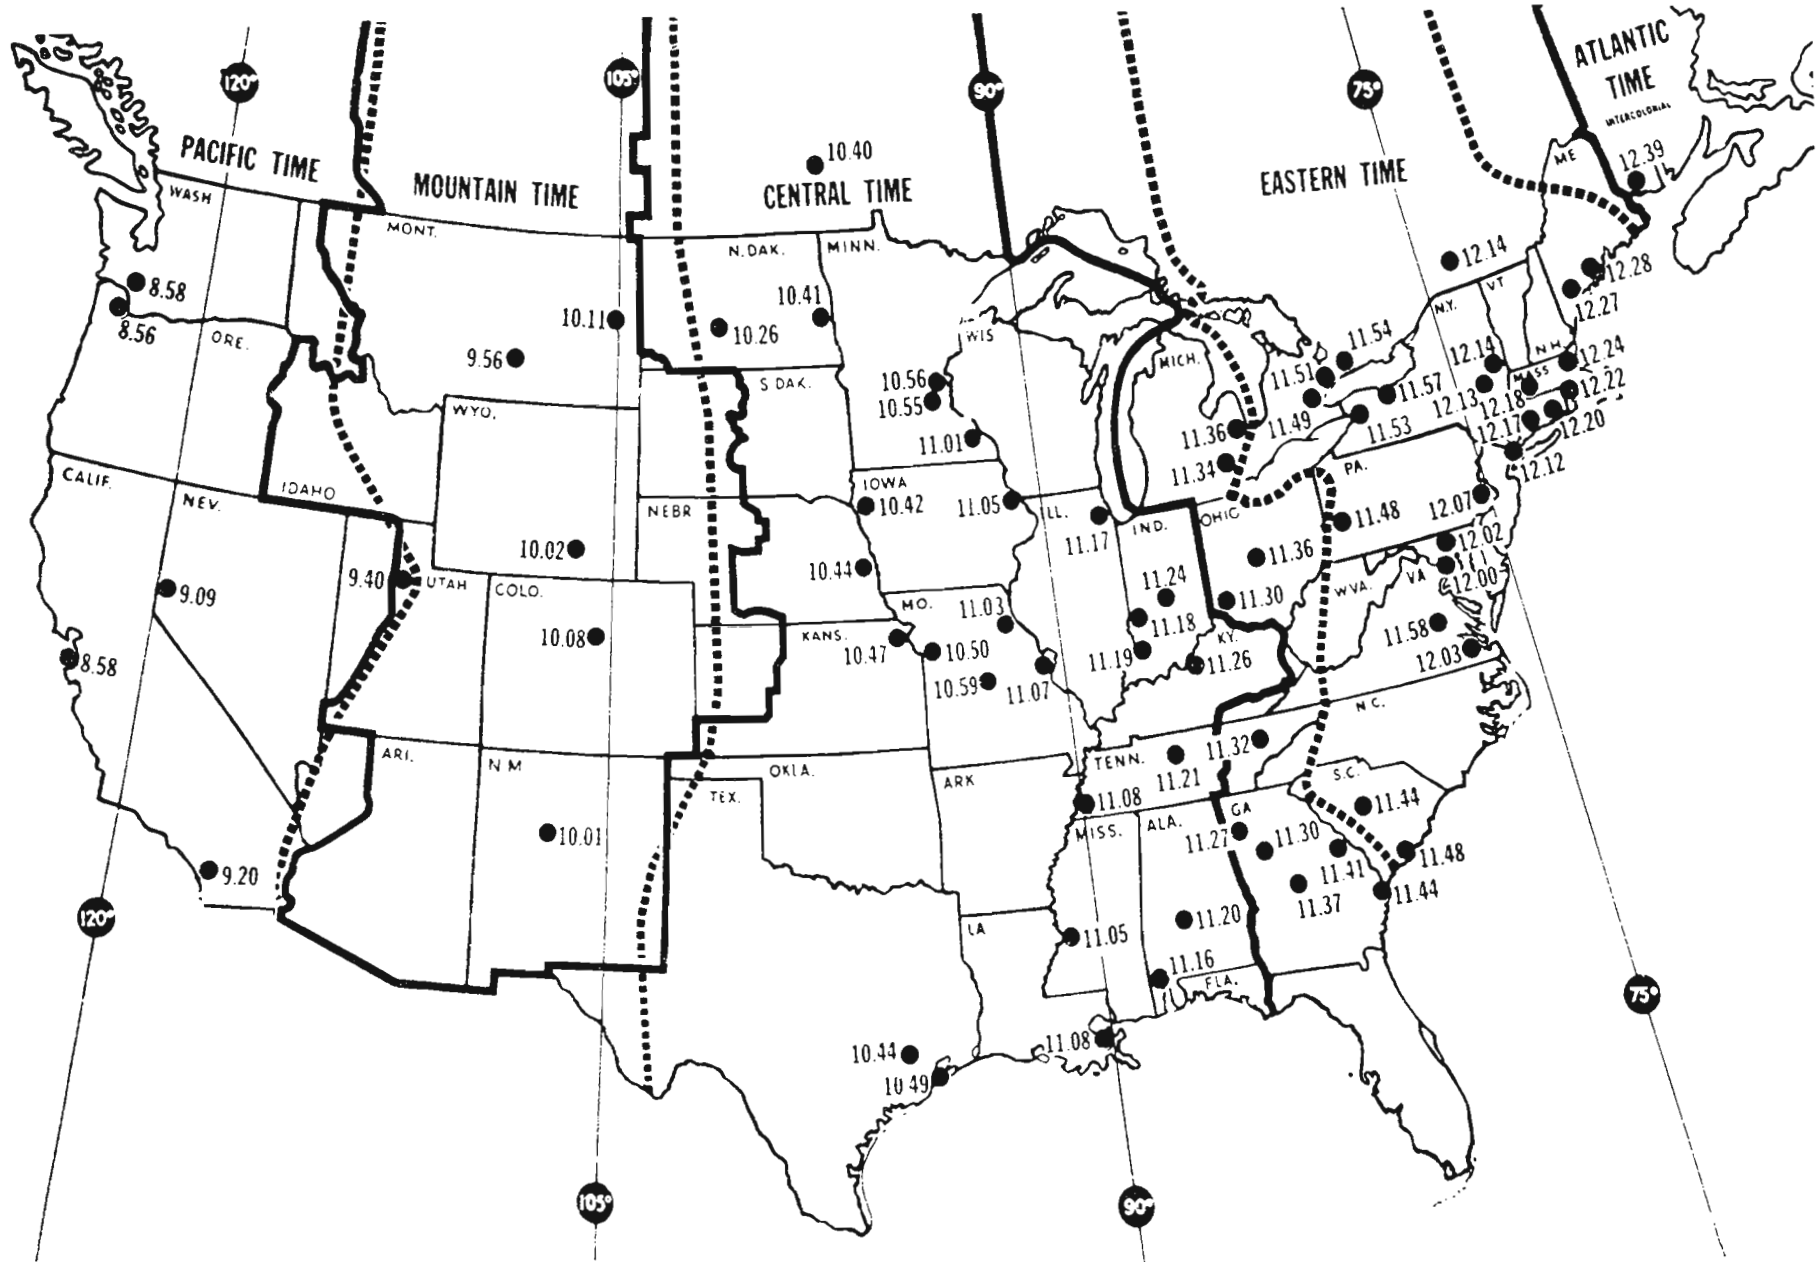 120°
105°
90°
75°
ATLANTIC
TIME
INTERCOLONIAL
PACIFIC TIME
MOUNTAIN TIME
CENTRAL TIME
EASTERN TIME
10.40
12.39
ME
WASH
MONT.
N.DAK.
MINN.
12.14
12.28
8.58
8.56
ORE.
10.11
10.41
10.26
9.56
12.27
VT
N.Y.
WIS
MICH.
11.54
12.14
N.H.
12.24
S DAK.
10.56
10.55
11.51
11.57
MASS
12.22
WYO.
12.13
12.18
11.01
11.36
11.49
11.53
12.17
12.20
11.34
PA.
12.12
CALIF.
NEV.
IDAHO
IOWA
10.42
11.05
ILL.
NEBR
11.17
IND.
OHIO
11.48
12.07
12.02
10.02
11.36
9.40
UTAH
COLO.
10.44
11.24
W VA.
VA
12.00
9.09
MO.
11.03
11.30
11.18
KY.
11.58
12.03
10.08
KANS.
10.47
10.50
11.19
11.26
8.58
10.59
11.07
N C.
ARI.
N M
OKLA.
TENN.
11.32
11.21
S.C.
TEX.
ARK
11.08
GA
11.44
MISS.
ALA.
11.27
11.30
10.01
11.41
11.48
9.20
11.37
11.44
120°
11.20
LA
11.05
11.16
FLA.
75°
10.44
11.08
10.49
105°
90°